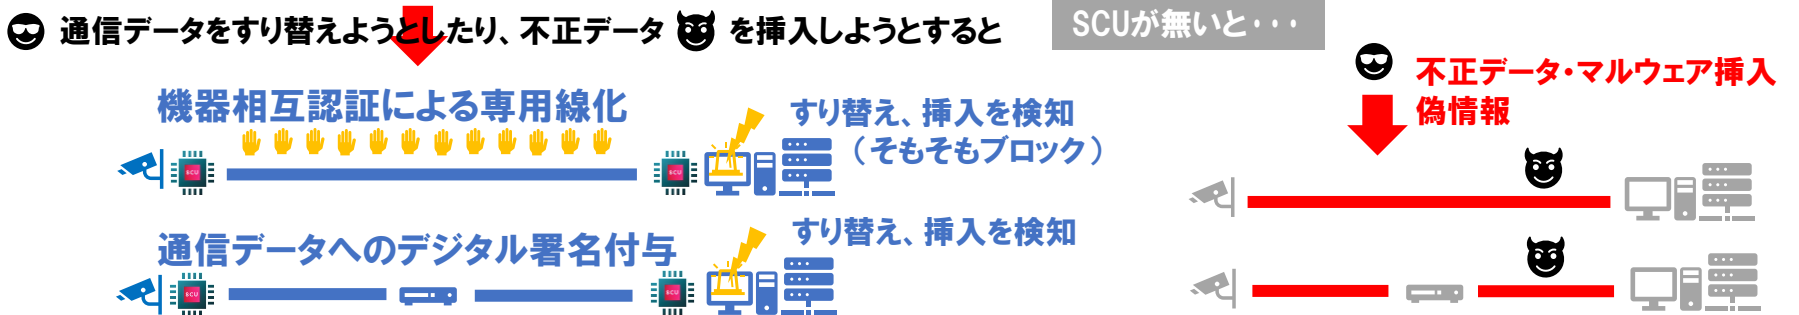 通信データをすり替えようとしたり、不正データ を挿入しようとすると
機器相互認証による専用線化
すり替え、挿入を検知
（そもそもブロック）
SCU
SCU
通信データへのデジタル署名付与
すり替え、挿入を検知
SCU
SCU
SCUが無いと・・・
不正データ・マルウェア挿入
偽情報